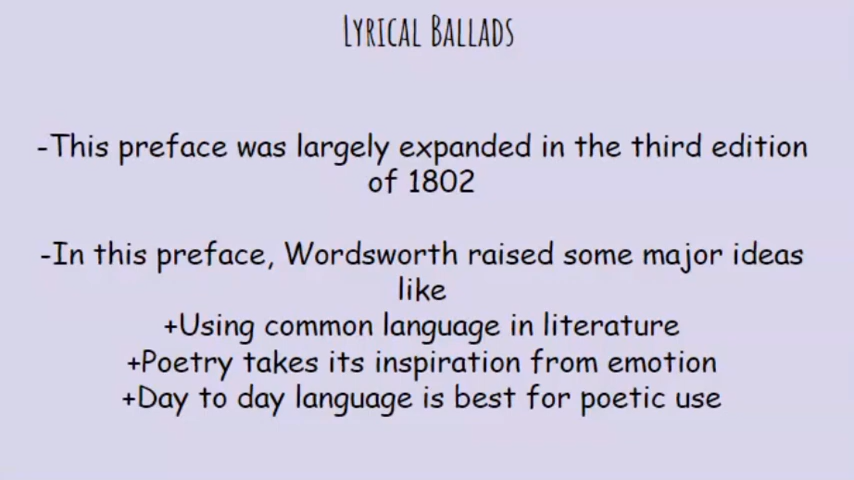 LYRICAL BALLADS
-This preface was largely expanded in the third edition
of 1802
-In this preface, Wordsworth raised some major ideas
like
+Using common language in literature
+Poetry takes its inspiration from emotion
+Day to day language is best for poetic use